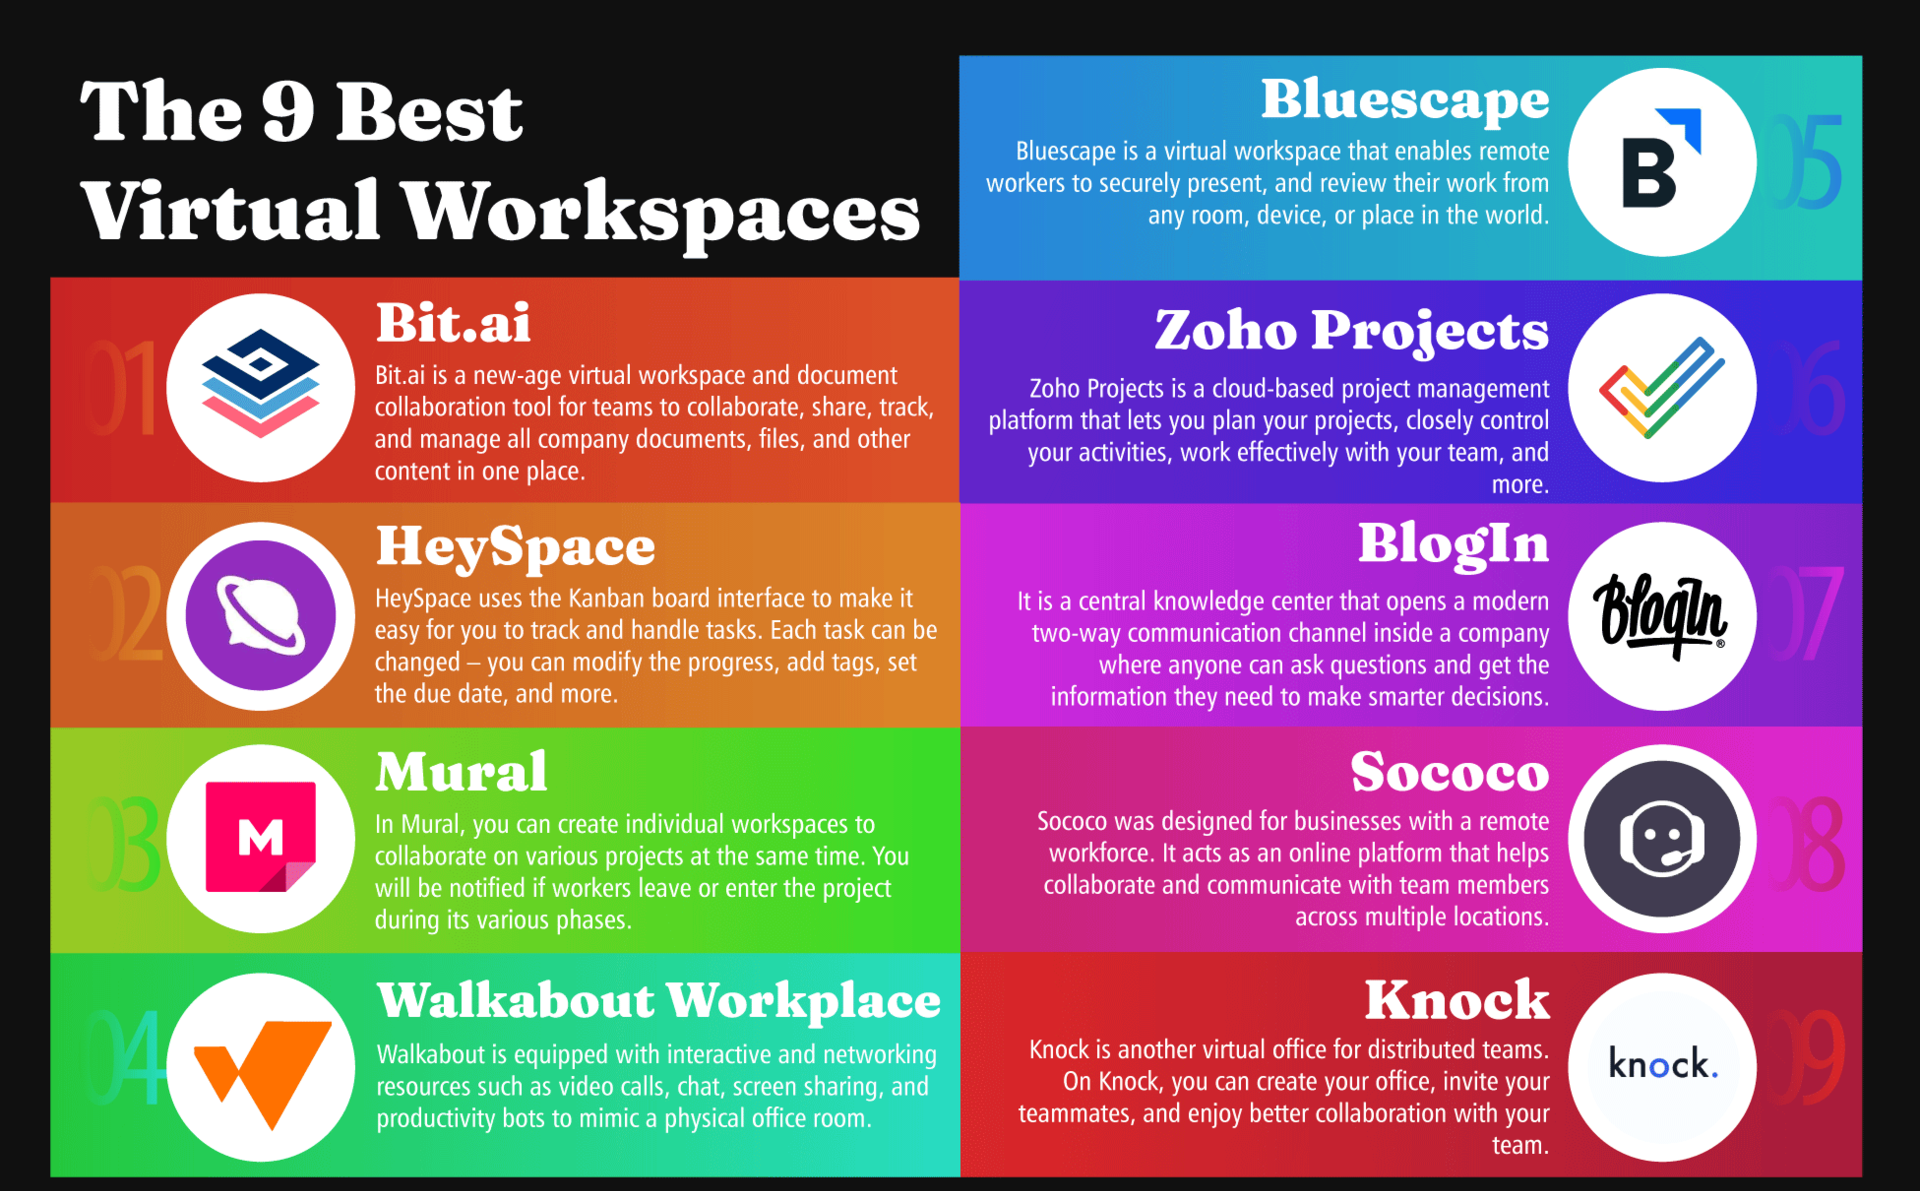 The 9 Best
Virtual Workspaces
01
Bit.ai
Bit.ai is a new-age virtual workspace and document
collaboration tool for teams to collaborate, share, track,
and manage all company documents, files, and other
content in one place.
02
HeySpace
HeySpace uses the Kanban board interface to make it
easy for you to track and handle tasks. Each task can be
changed – you can modify the progress, add tags, set
the due date, and more.
03
M
Mural
In Mural, you can create individual workspaces to
collaborate on various projects at the same time. You
will be notified if workers leave or enter the project
during its various phases.
04
Walkabout Workplace
Walkabout is equipped with interactive and networking
resources such as video calls, chat, screen sharing, and
productivity bots to mimic a physical office room.
Bluescape
Bluescape is a virtual workspace that enables remote
workers to securely present, and review their work from
any room, device, or place in the world.
B
05
Zoho Projects
Zoho Projects is a cloud-based project management
platform that lets you plan your projects, closely control
your activities, work effectively with your team, and
more.
06
BlogIn
It is a central knowledge center that opens a modern
two-way communication channel inside a company
where anyone can ask questions and get the
information they need to make smarter decisions.
BlogIn®
07
Sococo
Sococo was designed for businesses with a remote
workforce. It acts as an online platform that helps
collaborate and communicate with team members
across multiple locations.
08
Knock
Knock is another virtual office for distributed teams.
On Knock, you can create your office, invite your
teammates, and enjoy better collaboration with your
team.
knock.
09